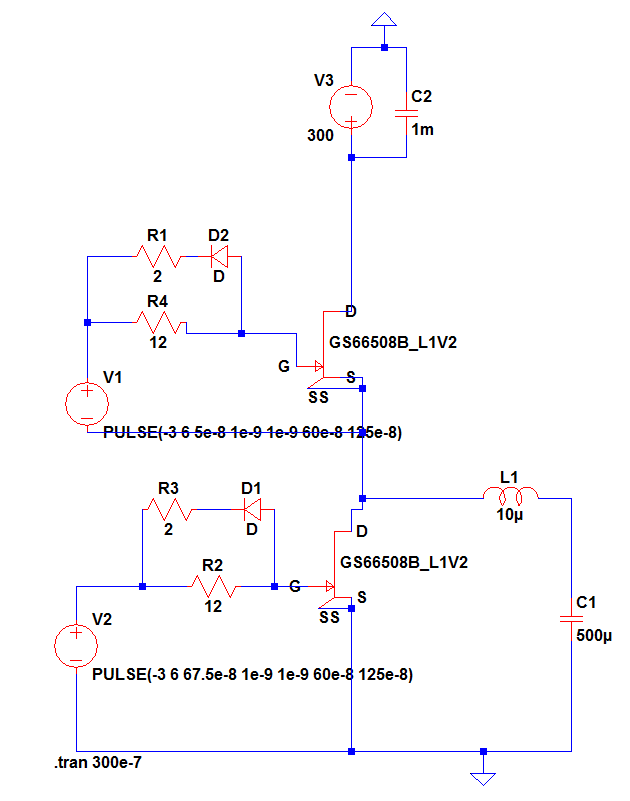 V3
C2
300
1m
R1
D2
2
D
R4
12
D
GS66508B_L1V2
G
S
SS
V1
PULSE(-3 6 5e-8 1e-9 1e-9 60e-8 125e-8)
R3
D1
2
D
L1
10µ
D
GS66508B_L1V2
R2
G
12
S
SS
C1
500µ
V2
PULSE(-3 6 67.5e-8 1e-9 1e-9 60e-8 125e-8)
.tran 300e-7